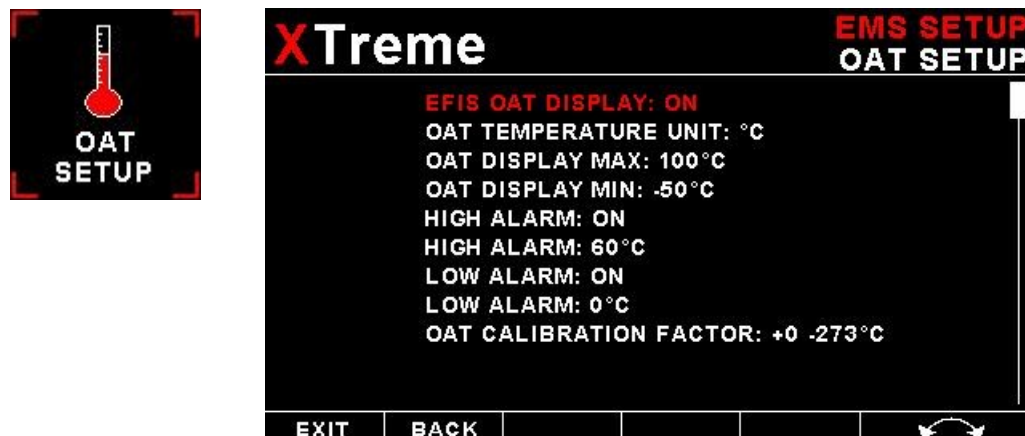 OAT
SETUP
XTreme
EMS SETUP
OAT SETUP
EFIS OAT DISPLAY: ON
OAT TEMPERATURE UNIT: °C
OAT DISPLAY MAX: 100°C
OAT DISPLAY MIN: -50°C
HIGH ALARM: ON
HIGH ALARM: 60°C
LOW ALARM: ON
LOW ALARM: 0°C
OAT CALIBRATION FACTOR: +0 -273°C
EXIT BACK